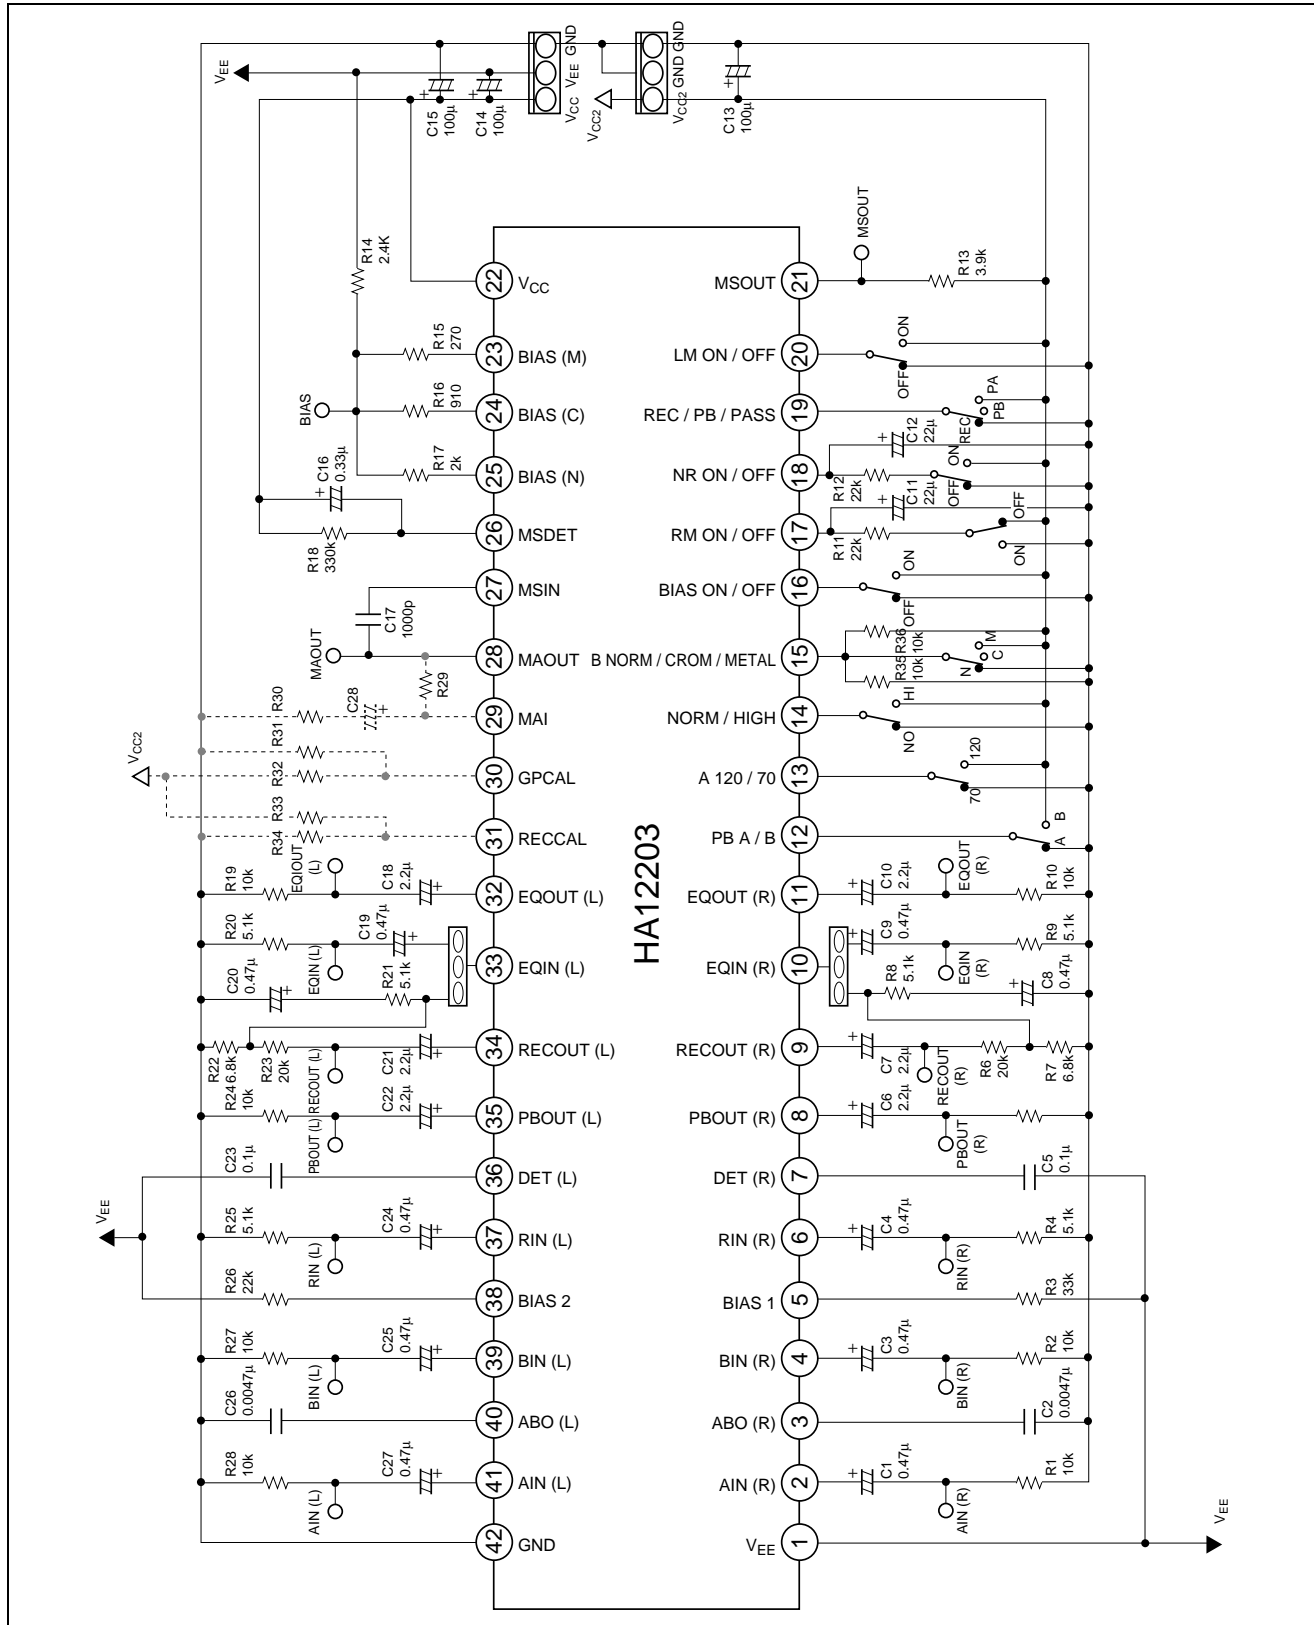 VEE
C15
100μ
C14
100μ
VCC VEE GND
VCC2
VCC2 GND GND
C13
100μ
R14
2.4K
R15
270
R16
910
R17
2k
BIAS
C16
0.33μ
R18
330k
C17
1000p
MAOUT
R29
C28
R30
R31
R32
R33
R34
VCC2
R19
10k
EQIOUT (L)
C18
2.2μ
R20
5.1k
EQIN (L)
C19
0.47μ
C20
0.47μ
R21
5.1k
R22
6.8k
R23
20k
RECOUT (L)
C21
2.2μ
R24
10k
PBOUT (L)
C22
2.2μ
C23
0.1μ
VEE
R25
5.1k
RIN (L)
C24
0.47μ
R26
22k
R27
10k
BIN (L)
C25
0.47μ
C26
0.0047μ
R28
10k
AIN (L)
C27
0.47μ
22 VCC
23 BIAS (M)
24 BIAS (C)
25 BIAS (N)
26 MSDET
27 MSIN
28 MAOUT
29 MAI
30 GPCAL
31 RECCAL
32 EQOUT (L)
33 EQIN (L)
34 RECOUT (L)
35 PBOUT (L)
36 DET (L)
37 RIN (L)
38 BIAS 2
39 BIN (L)
40 ABO (L)
41 AIN (L)
42 GND
HA12203
MSOUT 21
LM ON / OFF 20
REC / PB / PASS 19
NR ON / OFF 18
RM ON / OFF 17
BIAS ON / OFF 16
B NORM / CROM / METAL 15
NORM / HIGH 14
A 120 / 70 13
PB A / B 12
EQOUT (R) 11
EQIN (R) 10
RECOUT (R) 9
PBOUT (R) 8
DET (R) 7
RIN (R) 6
BIAS 1 5
BIN (R) 4
ABO (R) 3
AIN (R) 2
VEE 1
MSOUT
R13
3.9k
OFF ON
REC PB PA
C12
22μ
R12
22k
OFF ON
C11
22μ
R11
22k
ON OFF
OFF ON
R36
10k
R35
10k
N C M
NO HI
70 120
A B
C10
2.2μ
EQOUT (R)
R10
10k
C9
0.47μ
EQIN (R)
R9
5.1k
R8
5.1k
C8
0.47μ
C7
2.2μ
RECOUT (R)
R6
20k
R7
6.8k
C6
2.2μ
PBOUT (R)
C5
0.1μ
C4
0.47μ
RIN (R)
R4
5.1k
R3
33k
C3
0.47μ
BIN (R)
R2
10k
C2
0.0047μ
C1
0.47μ
AIN (R)
R1
10k
VEE